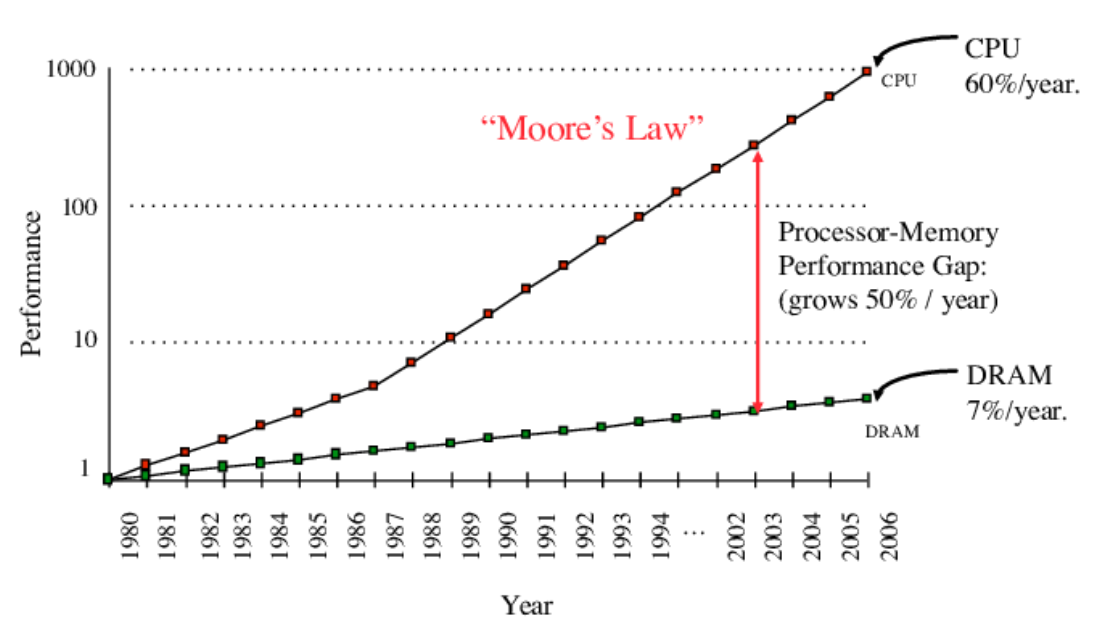 CPU
60%/year.
1000
CPU
“Moore’s Law”
100
Processor-Memory
Performance Gap:
(grows 50% / year)
Performance
10
DRAM
7%/year.
DRAM
1
1980 1981 1982 1983 1984 1985 1986 1987 1988 1989 1990 1991 1992 1993 1994 ... 2002 2003 2004 2005 2006
Year